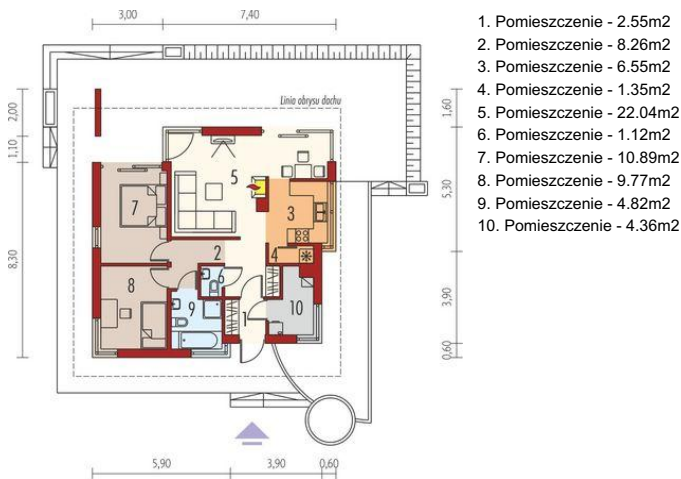 3,00
7,40
Linia obrysu dachu
2,00
1,10
8,30
1,60
5,30
3,90
0,60
5
7
3
2
4
6
8
9
10
1
5,90
3,90
0,60
1. Pomieszczenie - 2.55m2
2. Pomieszczenie - 8.26m2
3. Pomieszczenie - 6.55m2
4. Pomieszczenie - 1.35m2
5. Pomieszczenie - 22.04m2
6. Pomieszczenie - 1.12m2
7. Pomieszczenie - 10.89m2
8. Pomieszczenie - 9.77m2
9. Pomieszczenie - 4.82m2
10. Pomieszczenie - 4.36m2